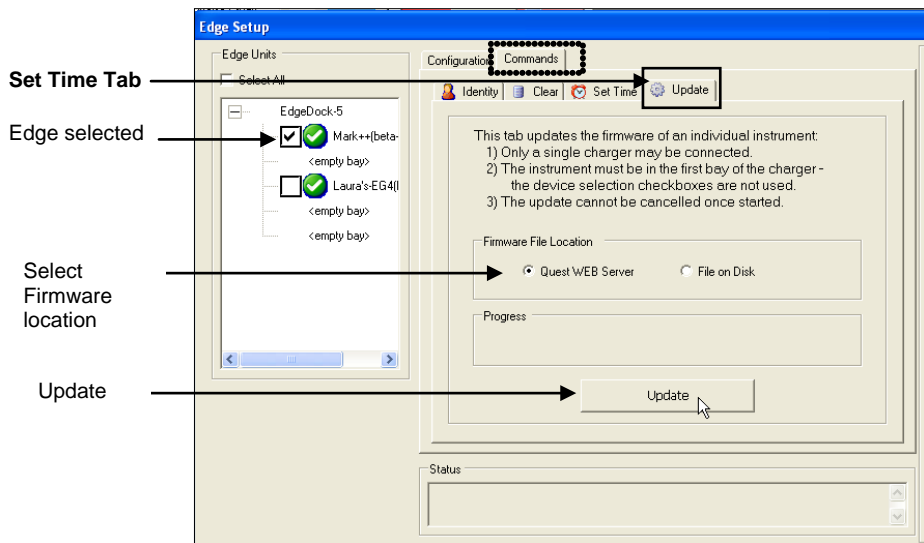 Edge Setup
Edge Units
Select All
EdgeDock-5
Mark++(beta-
<empty bay>
Laura's-EG4(
<empty bay>
<empty bay>
Set Time Tab
Edge selected
Select
Firmware
location
Update
Configuration Commands
Identity Clear Set Time Update
This tab updates the firmware of an individual instrument:
1) Only a single charger may be connected.
2) The instrument must be in the first bay of the charger -
the device selection checkboxes are not used.
3) The update cannot be cancelled once started.
Firmware File Location
Quest WEB Server File on Disk
Progress
Update
Status